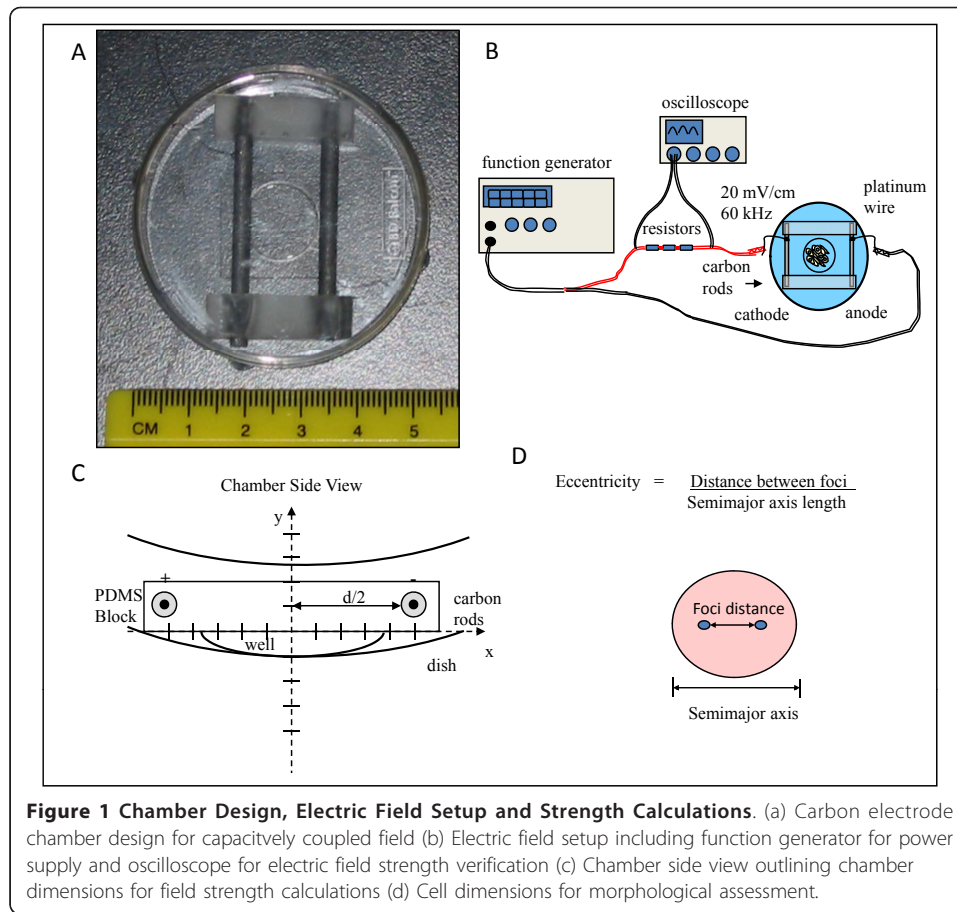 A
CM 1 2 3 4 5
B
oscilloscope
function generator
20 mV/cm
60 kHz
platinum
wire
resistors
carbon
rods
cathode
anode
C
Chamber Side View
y
+
-
PDMS
Block
d/2
carbon
rods
well
x
dish
D
Eccentricity = Distance between foci
Semimajor axis length
Foci distance
Semimajor axis
Figure 1 Chamber Design, Electric Field Setup and Strength Calculations. (a) Carbon electrode
chamber design for capacitvely coupled field (b) Electric field setup including function generator for power
supply and oscilloscope for electric field strength verification (c) Chamber side view outlining chamber
dimensions for field strength calculations (d) Cell dimensions for morphological assessment.